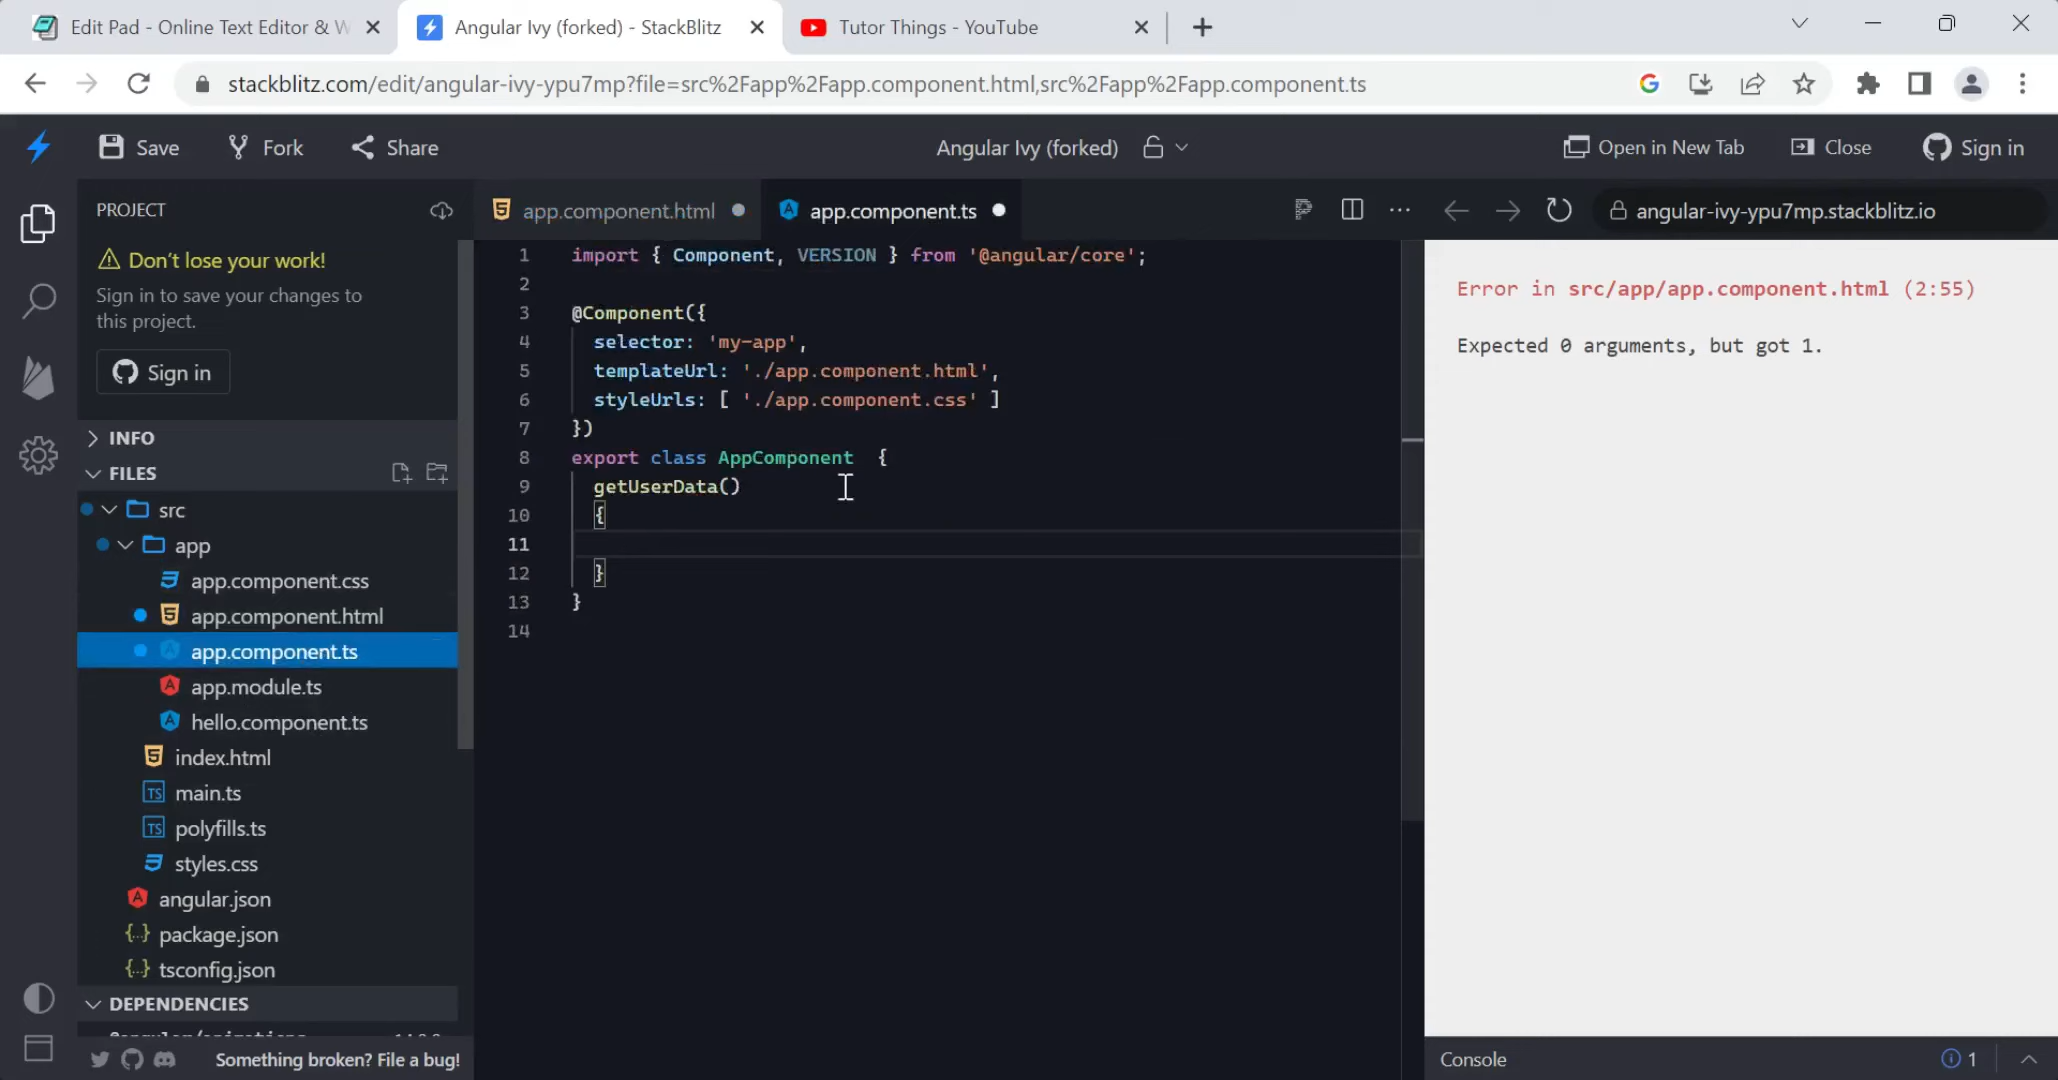 Edit Pad - Online Text Editor & W
Angular Ivy (forked) - StackBlitz
Tutor Things - YouTube
stackblitz.com/edit/angular-ivy-ypu7mp?file=src%2Fapp%2Fapp.component.html,src%2Fapp%2Fapp.component.ts
Save
Fork
Share
Angular Ivy (forked)
Open in New Tab
Close
Sign in
PROJECT
Don't lose your work!
Sign in to save your changes to
this project.
Sign in
INFO
FILES
src
app
app.component.css
app.component.html
app.component.ts
app.module.ts
hello.component.ts
index.html
main.ts
polyfills.ts
styles.css
angular.json
package.json
tsconfig.json
DEPENDENCIES
Something broken? File a bug!
app.component.html
app.component.ts
1 import { Component, VERSION } from '@angular/core';
2
3 @Component({
4 selector: 'my-app',
5 templateUrl: './app.component.html',
6 styleUrls: [ './app.component.css' ]
7 })
8 export class AppComponent {
9 getUserData()
10 {
11
12 }
13 }
14
angular-ivy-ypu7mp.stackblitz.io
Error in src/app/app.component.html (2:55)
Expected 0 arguments, but got 1.
Console
1